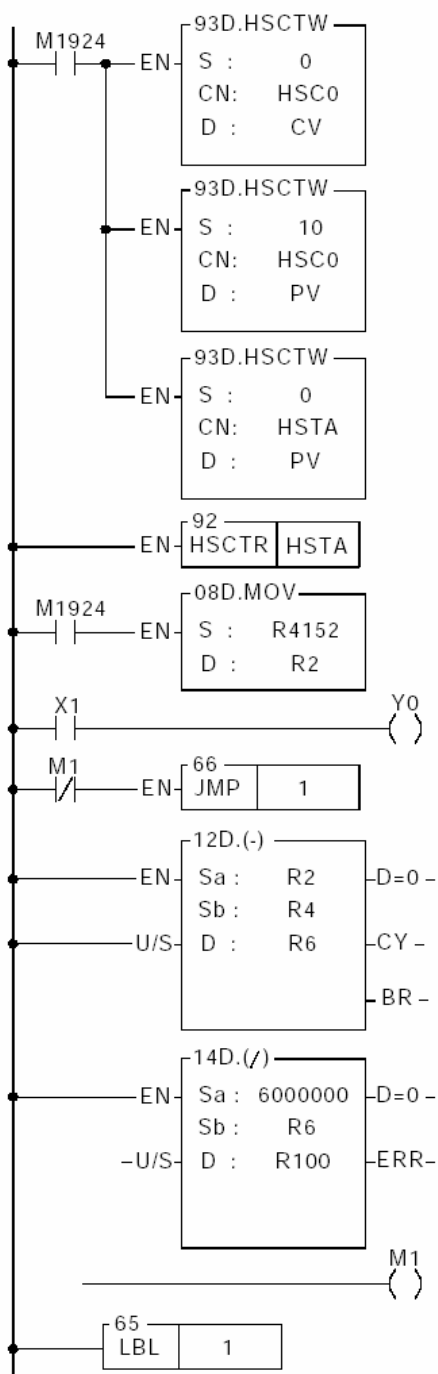 93D.HSCTW
M1924
EN S : 0
CN: HSC0
D : CV
93D.HSCTW
EN S : 10
CN: HSC0
D : PV
93D.HSCTW
EN S : 0
CN: HSTA
D : PV
92
EN HSCTR HSTA
M1924
08D.MOV
EN S : R4152
D : R2
X1 Y0
M1
66
EN JMP 1
12D.(-)
EN Sa : R2 D=0
Sb : R4
U/S D : R6 CY
BR
14D.(/)
EN Sa : 6000000 D=0
Sb : R6
U/S D : R100 ERR
M1
65
LBL 1